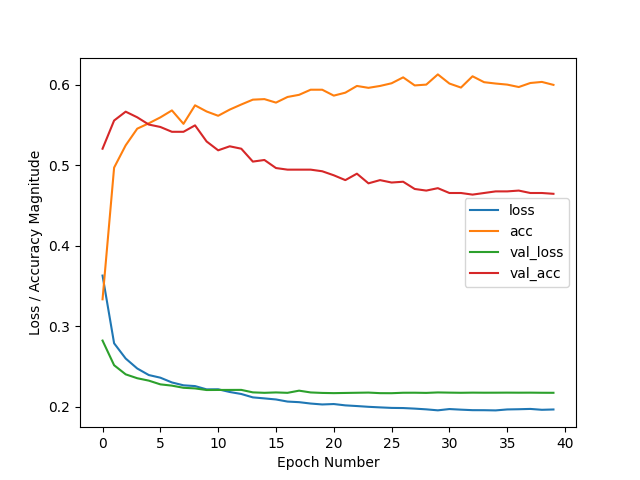 0.6
0.5
0.4
0.3
0.2
Loss / Accuracy Magnitude
loss
acc
val_loss
val_acc
0 5 10 15 20 25 30 35 40
Epoch Number